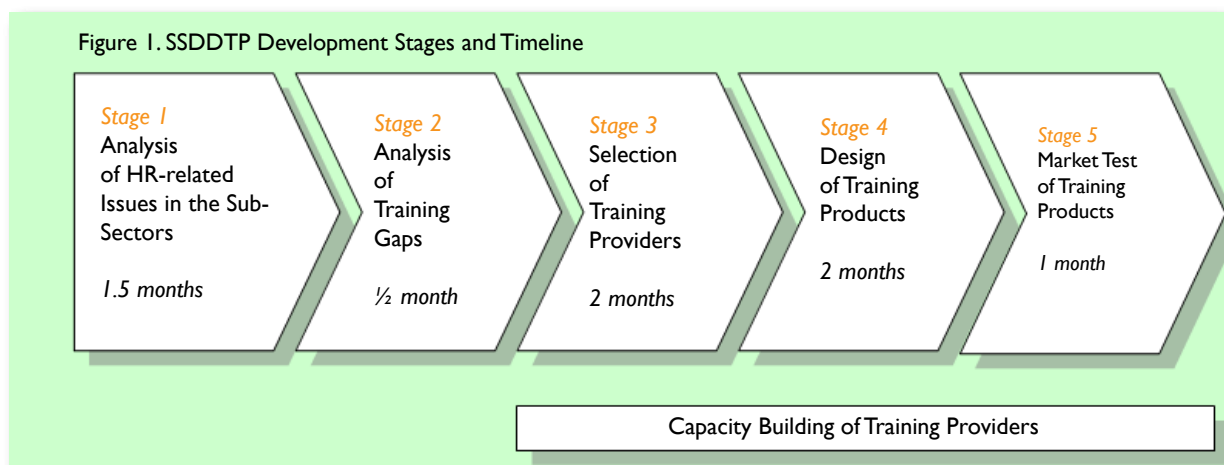 Figure 1. SSDDTP Development Stages and Timeline
Stage 1
Analysis
of HR-related
Issues in the Sub-
Sectors
1.5 months
Stage 2
Analysis
of
Training
Gaps
½ month
Stage 3
Selection
of
Training
Providers
2 months
Stage 4
Design
of Training
Products
2 months
Stage 5
Market Test
of Training
Products
1 month
Capacity Building of Training Providers